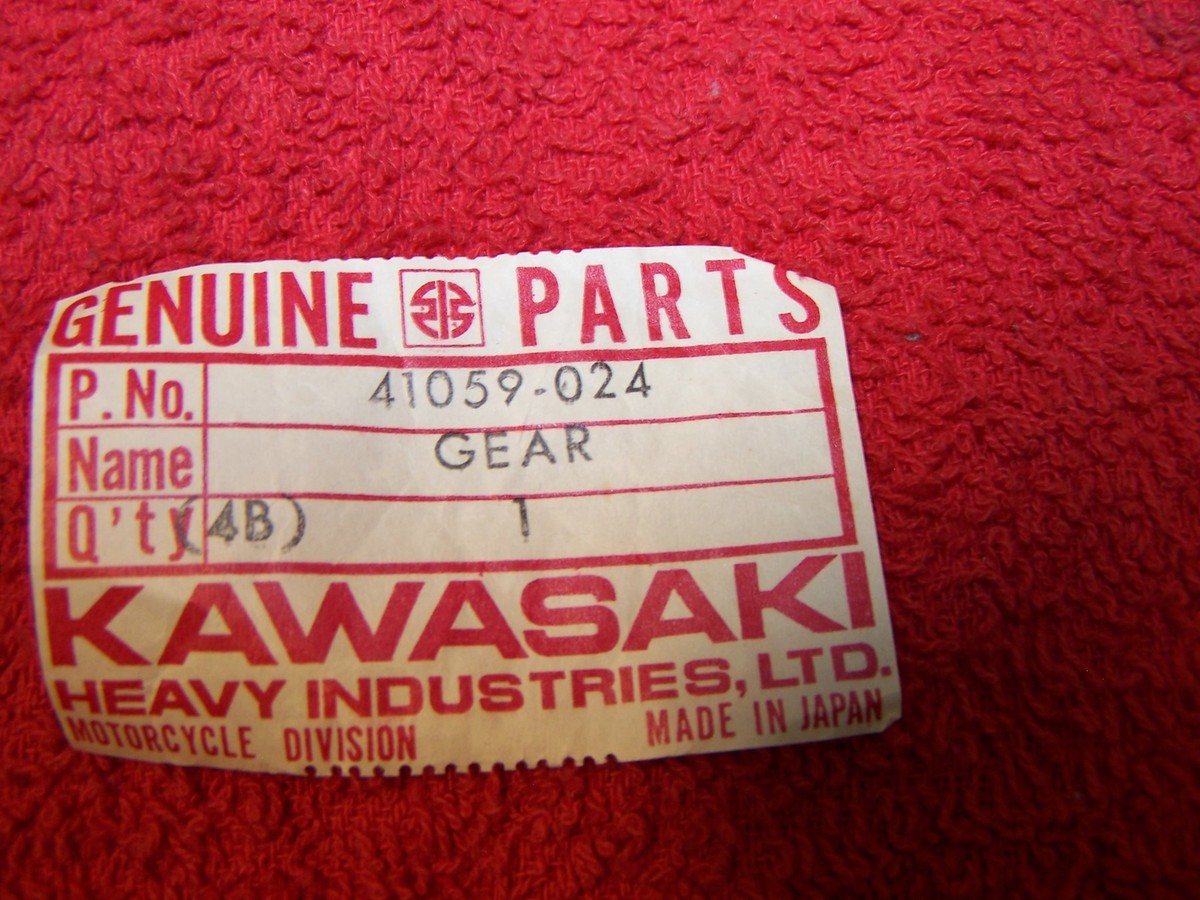 GENUINE PARTS
P. No. 41059-024
Name GEAR
Q'ty (4B) 1
KAWASAKI
HEAVY INDUSTRIES, LTD.
MOTORCYCLE DIVISION MADE IN JAPAN